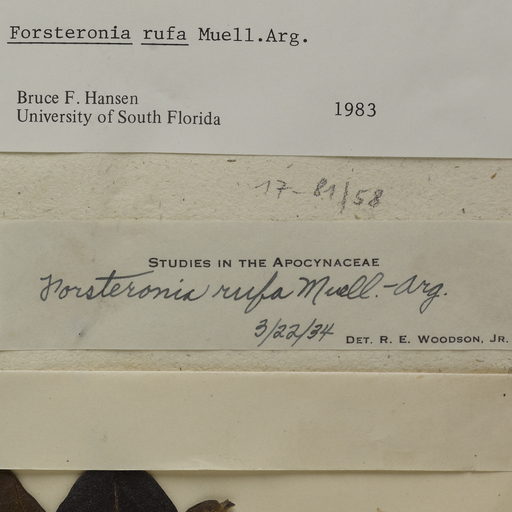 Forsteronia rufa Muell.Arg.
Bruce F. Hansen
University of South Florida
1983
17-81/58
STUDIES IN THE APOCYNACEAE
Forsteronia rufa Muell.-Arg.
3/22/34
DET. R. E. WOODSON, JR.